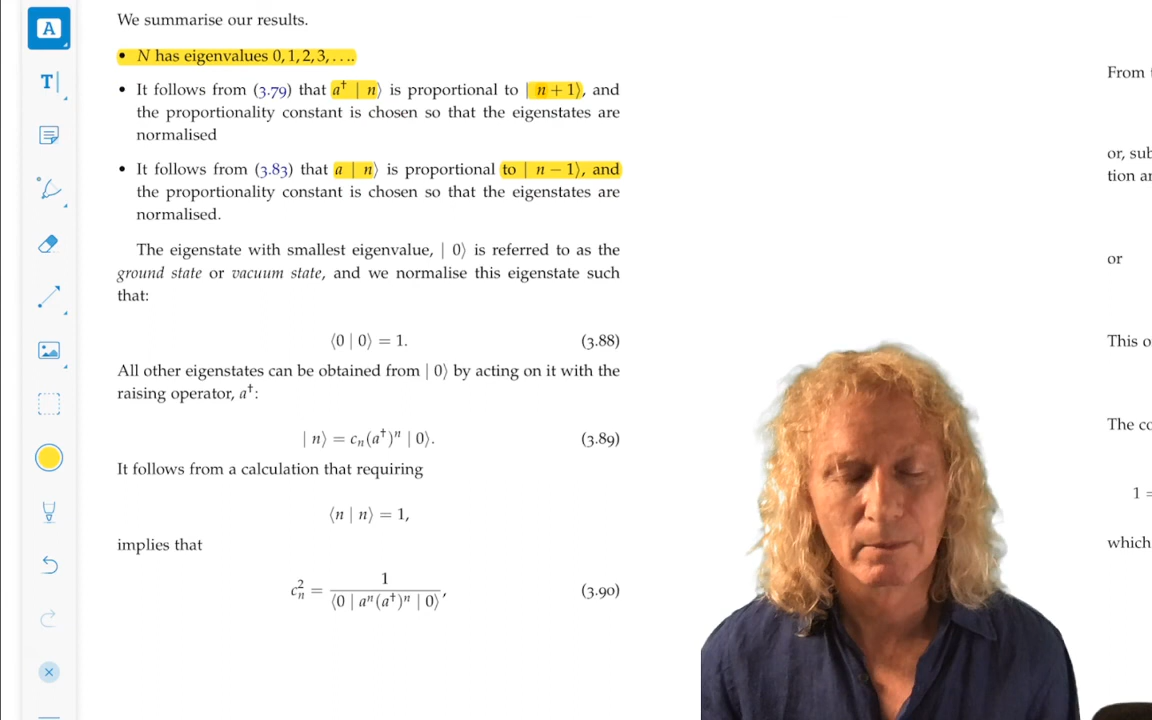 A
T
We summarise our results.
• N has eigenvalues 0, 1, 2, 3, . . ..
• It follows from (3.79) that a† | n⟩ is proportional to | n + 1⟩, and
the proportionality constant is chosen so that the eigenstates are
normalised
• It follows from (3.83) that a | n⟩ is proportional to | n − 1⟩, and
the proportionality constant is chosen so that the eigenstates are
normalised.
The eigenstate with smallest eigenvalue, | 0⟩ is referred to as the
ground state or vacuum state, and we normalise this eigenstate such
that:
⟨0 | 0⟩ = 1. (3.88)
All other eigenstates can be obtained from | 0⟩ by acting on it with the
raising operator, a†:
| n⟩ = cₙ(a†)ⁿ | 0⟩. (3.89)
It follows from a calculation that requiring
⟨n | n⟩ = 1,
implies that
cₙ² = 1 / ⟨0 | aⁿ(a†)ⁿ | 0⟩, (3.90)
From
or, sub
tion a
or
This o
The co
1 =
which